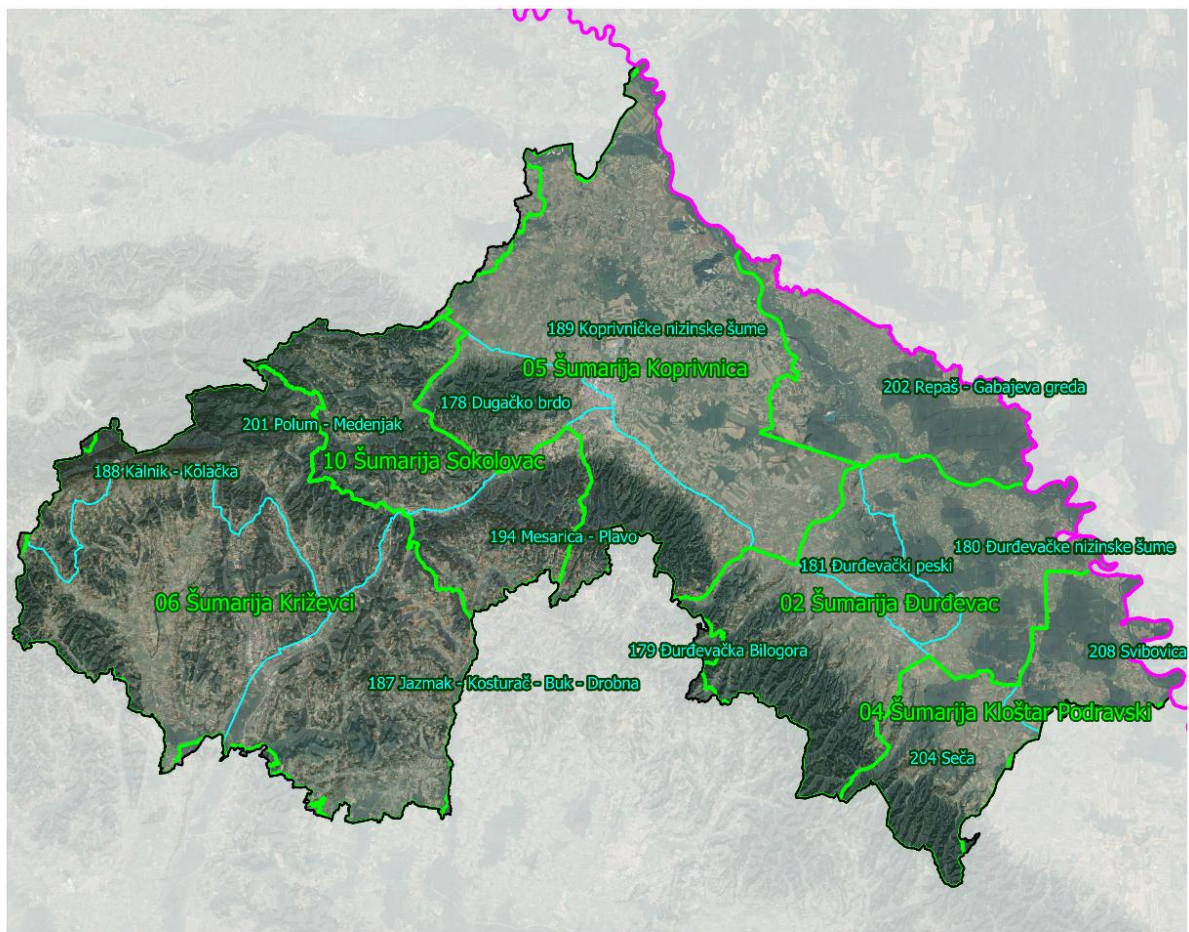 189 Koprivničke nizinske šume
05 Šumarija Koprivnica
202 Repaš - Gabajeva greda
178 Dugačko brdo
201 Polum - Medenjak
10 Šumarija Sokolovac
188 Kalnik - Kolačka
194 Mesarica - Plavo
180 Đurđevačke nizinske šume
181 Đurđevački peski
06 Šumarija Križevci
02 Šumarija Đurđevac
179 Đurđevačka Bilogora
208 Svibovica
187 Jazmak - Kosturač - Buk - Drobna
04 Šumarija Kloštar Podravski
204 Seča